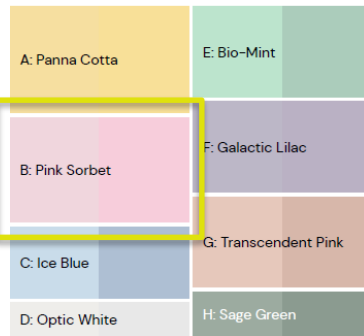 A: Panna Cotta
B: Pink Sorbet
C: Ice Blue
D: Optic White
E: Bio-Mint
F: Galactic Lilac
G: Transcendent Pink
H: Sage Green